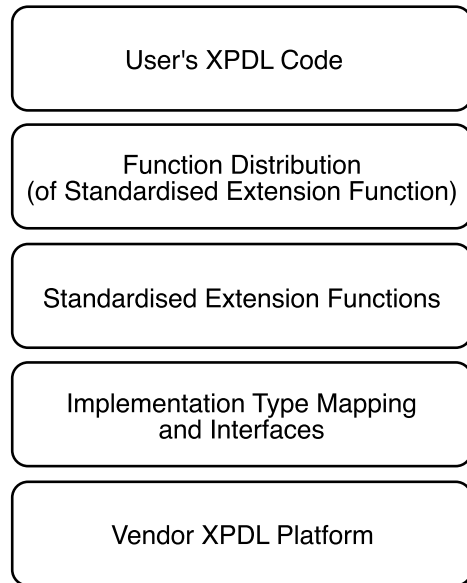 User's XPDL Code
Function Distribution
(of Standardised Extension Function)
Standardised Extension Functions
Implementation Type Mapping
and Interfaces
Vendor XPDL Platform